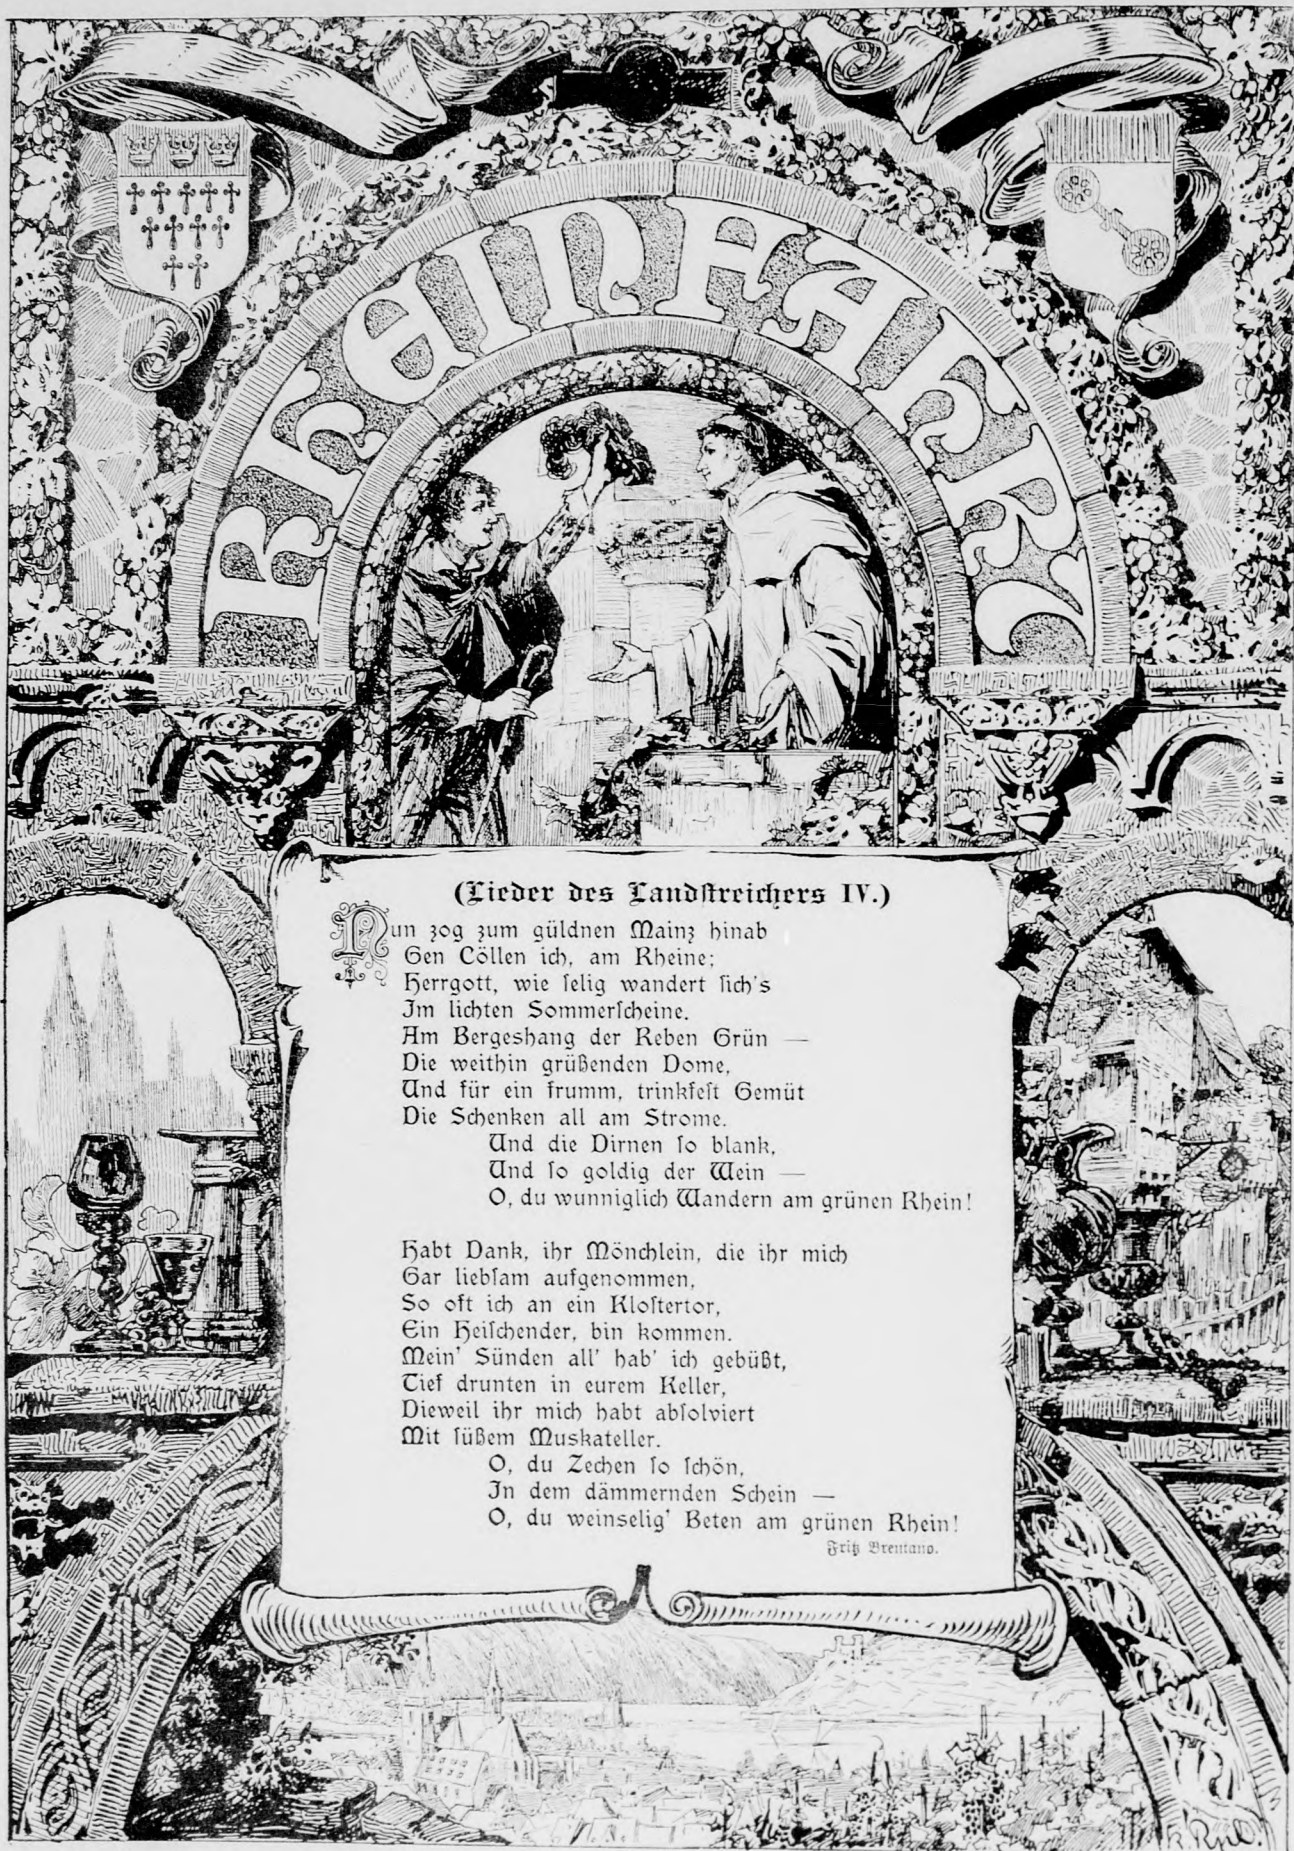 RHEINFAHRT
(Lieder des Landstreichers IV.)
Nun zog zum güldnen Mainz hinab
Gen Cöllen ich, am Rheine;
Herrgott, wie selig wandert sich's
Im lichten Sommerscheine.
Am Bergeshang der Reben Grün —
Die weithin grüßenden Dome,
Und für ein frumm, trinkfest Gemüt
Die Schenken all am Strome.
Und die Dirnen so blank,
Und so goldig der Wein —
O, du wunniglich Wandern am grünen Rhein!
Habt Dank, ihr Mönchlein, die ihr mich
Gar liebsam aufgenommen,
So oft ich an ein Klostertor,
Ein Heischender, bin kommen.
Mein' Sünden all' hab' ich gebüßt,
Tief drunten in eurem Keller,
Dieweil ihr mich habt absolviert
Mit süßem Muskateller.
O, du Zechen so schön,
In dem dämmernden Schein —
O, du weinselig' Beten am grünen Rhein!
Fritz Brentano.